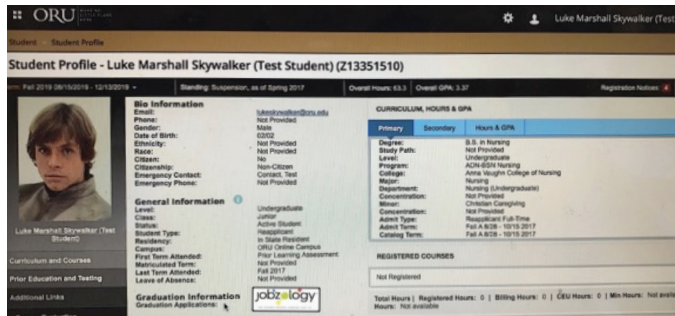 ORU
Luke Marshall Skywalker (Test
Student Student Profile
Student Profile - Luke Marshall Skywalker (Test Student) (Z13351510)
Term: Fall 2019 08/15/2019 - 12/13/2019
Standing: Suspension, as of Spring 2017
Overall Hours: 63.3
Overall GPA: 3.37
Registration Notices: 4
Luke Marshall Skywalker (Test
Student)
Curriculum and Courses
Prior Education and Testing
Additional Links
Bio Information
Email: lukeskywalker@oru.edu
Phone: Not Provided
Gender: Male
Date of Birth: 02/02
Ethnicity: Not Provided
Race: Not Provided
Citizen: No
Citizenship: Non-Citizen
Emergency Contact: Contact, Test
Emergency Phone: Not Provided
General Information
Level: Undergraduate
Class: Junior
Status: Active Student
Student Type: Reapplicant
Residency: In State Resident
Campus: ORU Online Campus
First Term Attended: Prior Learning Assessment
Matriculated Term: Not Provided
Last Term Attended: Fall 2017
Leave of Absence: Not Provided
Graduation Information
Graduation Applications:
jobzology
CURRICULUM, HOURS & GPA
Primary Secondary Hours & GPA
Degree: B.S. in Nursing
Study Path: Not Provided
Level: Undergraduate
Program: ADN-BSN Nursing
College: Anna Vaughn College of Nursing
Major: Nursing
Department: Nursing (Undergraduate)
Concentration: Not Provided
Minor: Christian Caregiving
Concentration: Not Provided
Admit Type: Reapplicant Full-Time
Admit Term: Fall A 8/28 - 10/15 2017
Catalog Term: Fall A 8/28 - 10/15 2017
REGISTERED COURSES
Not Registered
Total Hours | Registered Hours: 0 | Billing Hours: 0 | CEU Hours: 0 | Min Hours: Not
Hours: Not available